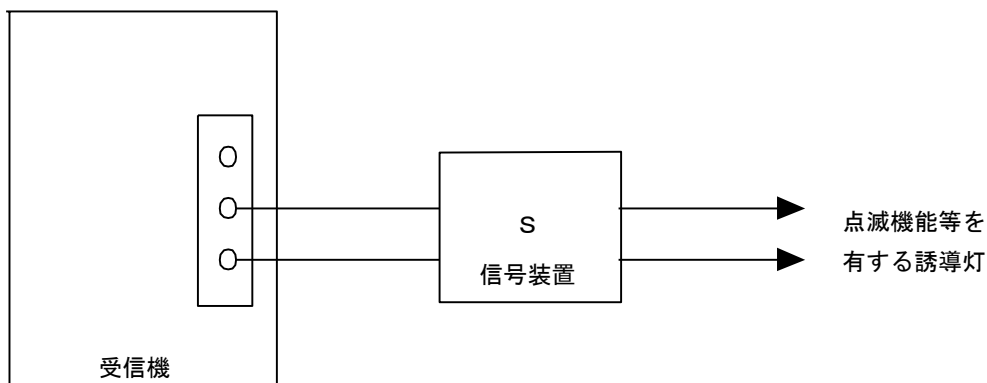 S
信号装置
点滅機能等を
有する誘導灯
受信機